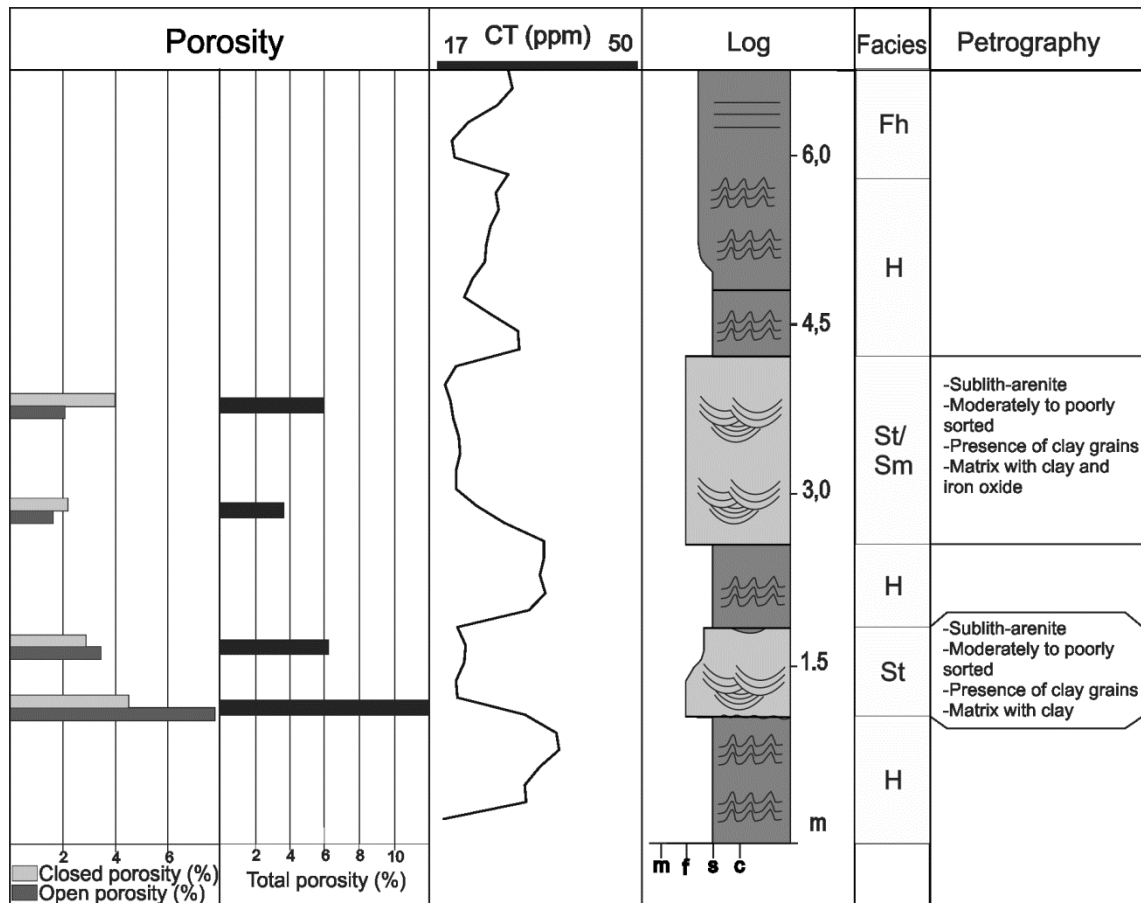 Porosity
17 CT (ppm) 50
Log
Facies
Petrography
Fh
6,0
H
4,5
St/
Sm
-Sublith-arenite
-Moderately to poorly
sorted
-Presence of clay grains
-Matrix with clay and
iron oxide
3,0
H
St
-Sublith-arenite
-Moderately to poorly
sorted
-Presence of clay grains
-Matrix with clay
1.5
H
m
2 4 6
2 4 6 8 10
m f s c
Closed porosity (%)
Open porosity (%)
Total porosity (%)